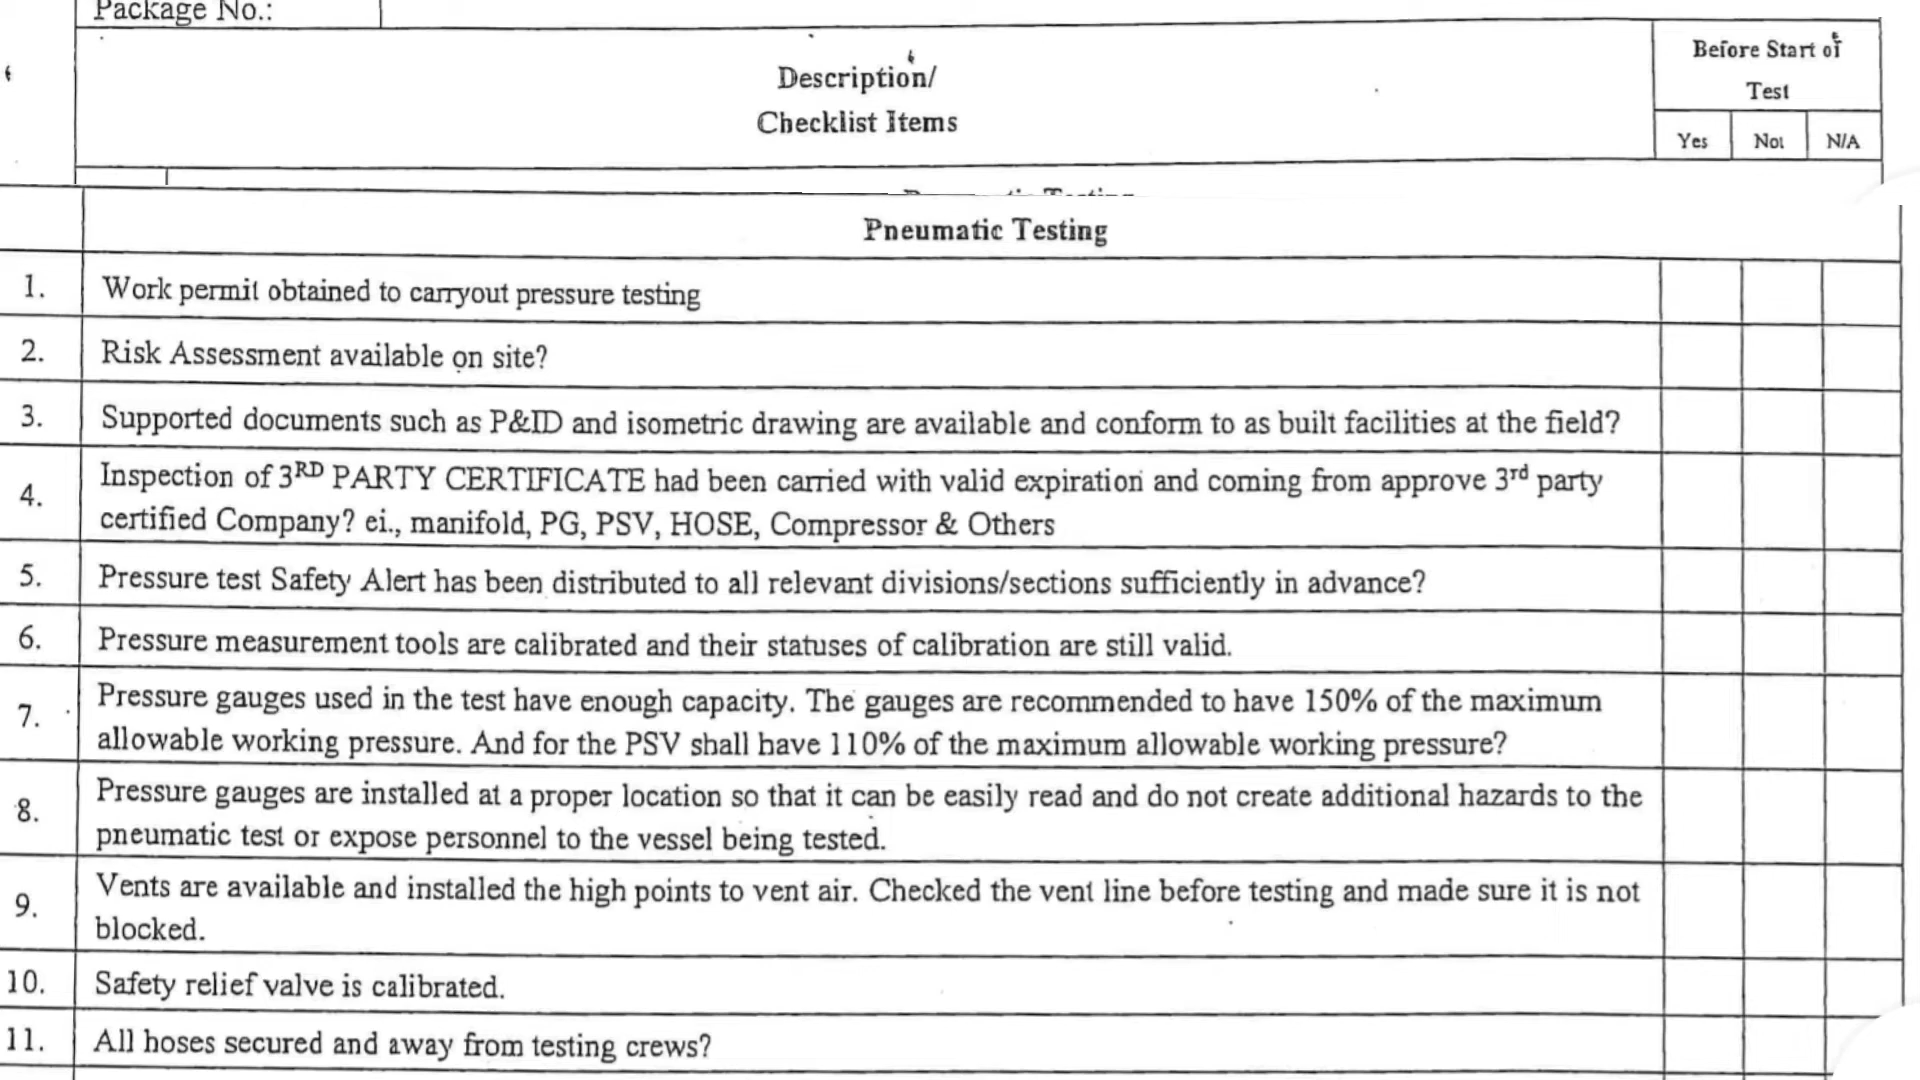 Package No.:
Description/
Checklist Items
Before Start of
Test
Yes
Not
N/A
Pneumatic Testing
1. Work permit obtained to carryout pressure testing
2. Risk Assessment available on site?
3. Supported documents such as P&ID and isometric drawing are available and conform to as built facilities at the field?
4. Inspection of 3RD PARTY CERTIFICATE had been carried with valid expiration and coming from approve 3rd party
certified Company? ei., manifold, PG, PSV, HOSE, Compressor & Others
5. Pressure test Safety Alert has been distributed to all relevant divisions/sections sufficiently in advance?
6. Pressure measurement tools are calibrated and their statuses of calibration are still valid.
7. Pressure gauges used in the test have enough capacity. The gauges are recommended to have 150% of the maximum
allowable working pressure. And for the PSV shall have 110% of the maximum allowable working pressure?
8. Pressure gauges are installed at a proper location so that it can be easily read and do not create additional hazards to the
pneumatic test or expose personnel to the vessel being tested.
9. Vents are available and installed the high points to vent air. Checked the vent line before testing and made sure it is not
blocked.
10. Safety relief valve is calibrated.
11. All hoses secured and away from testing crews?